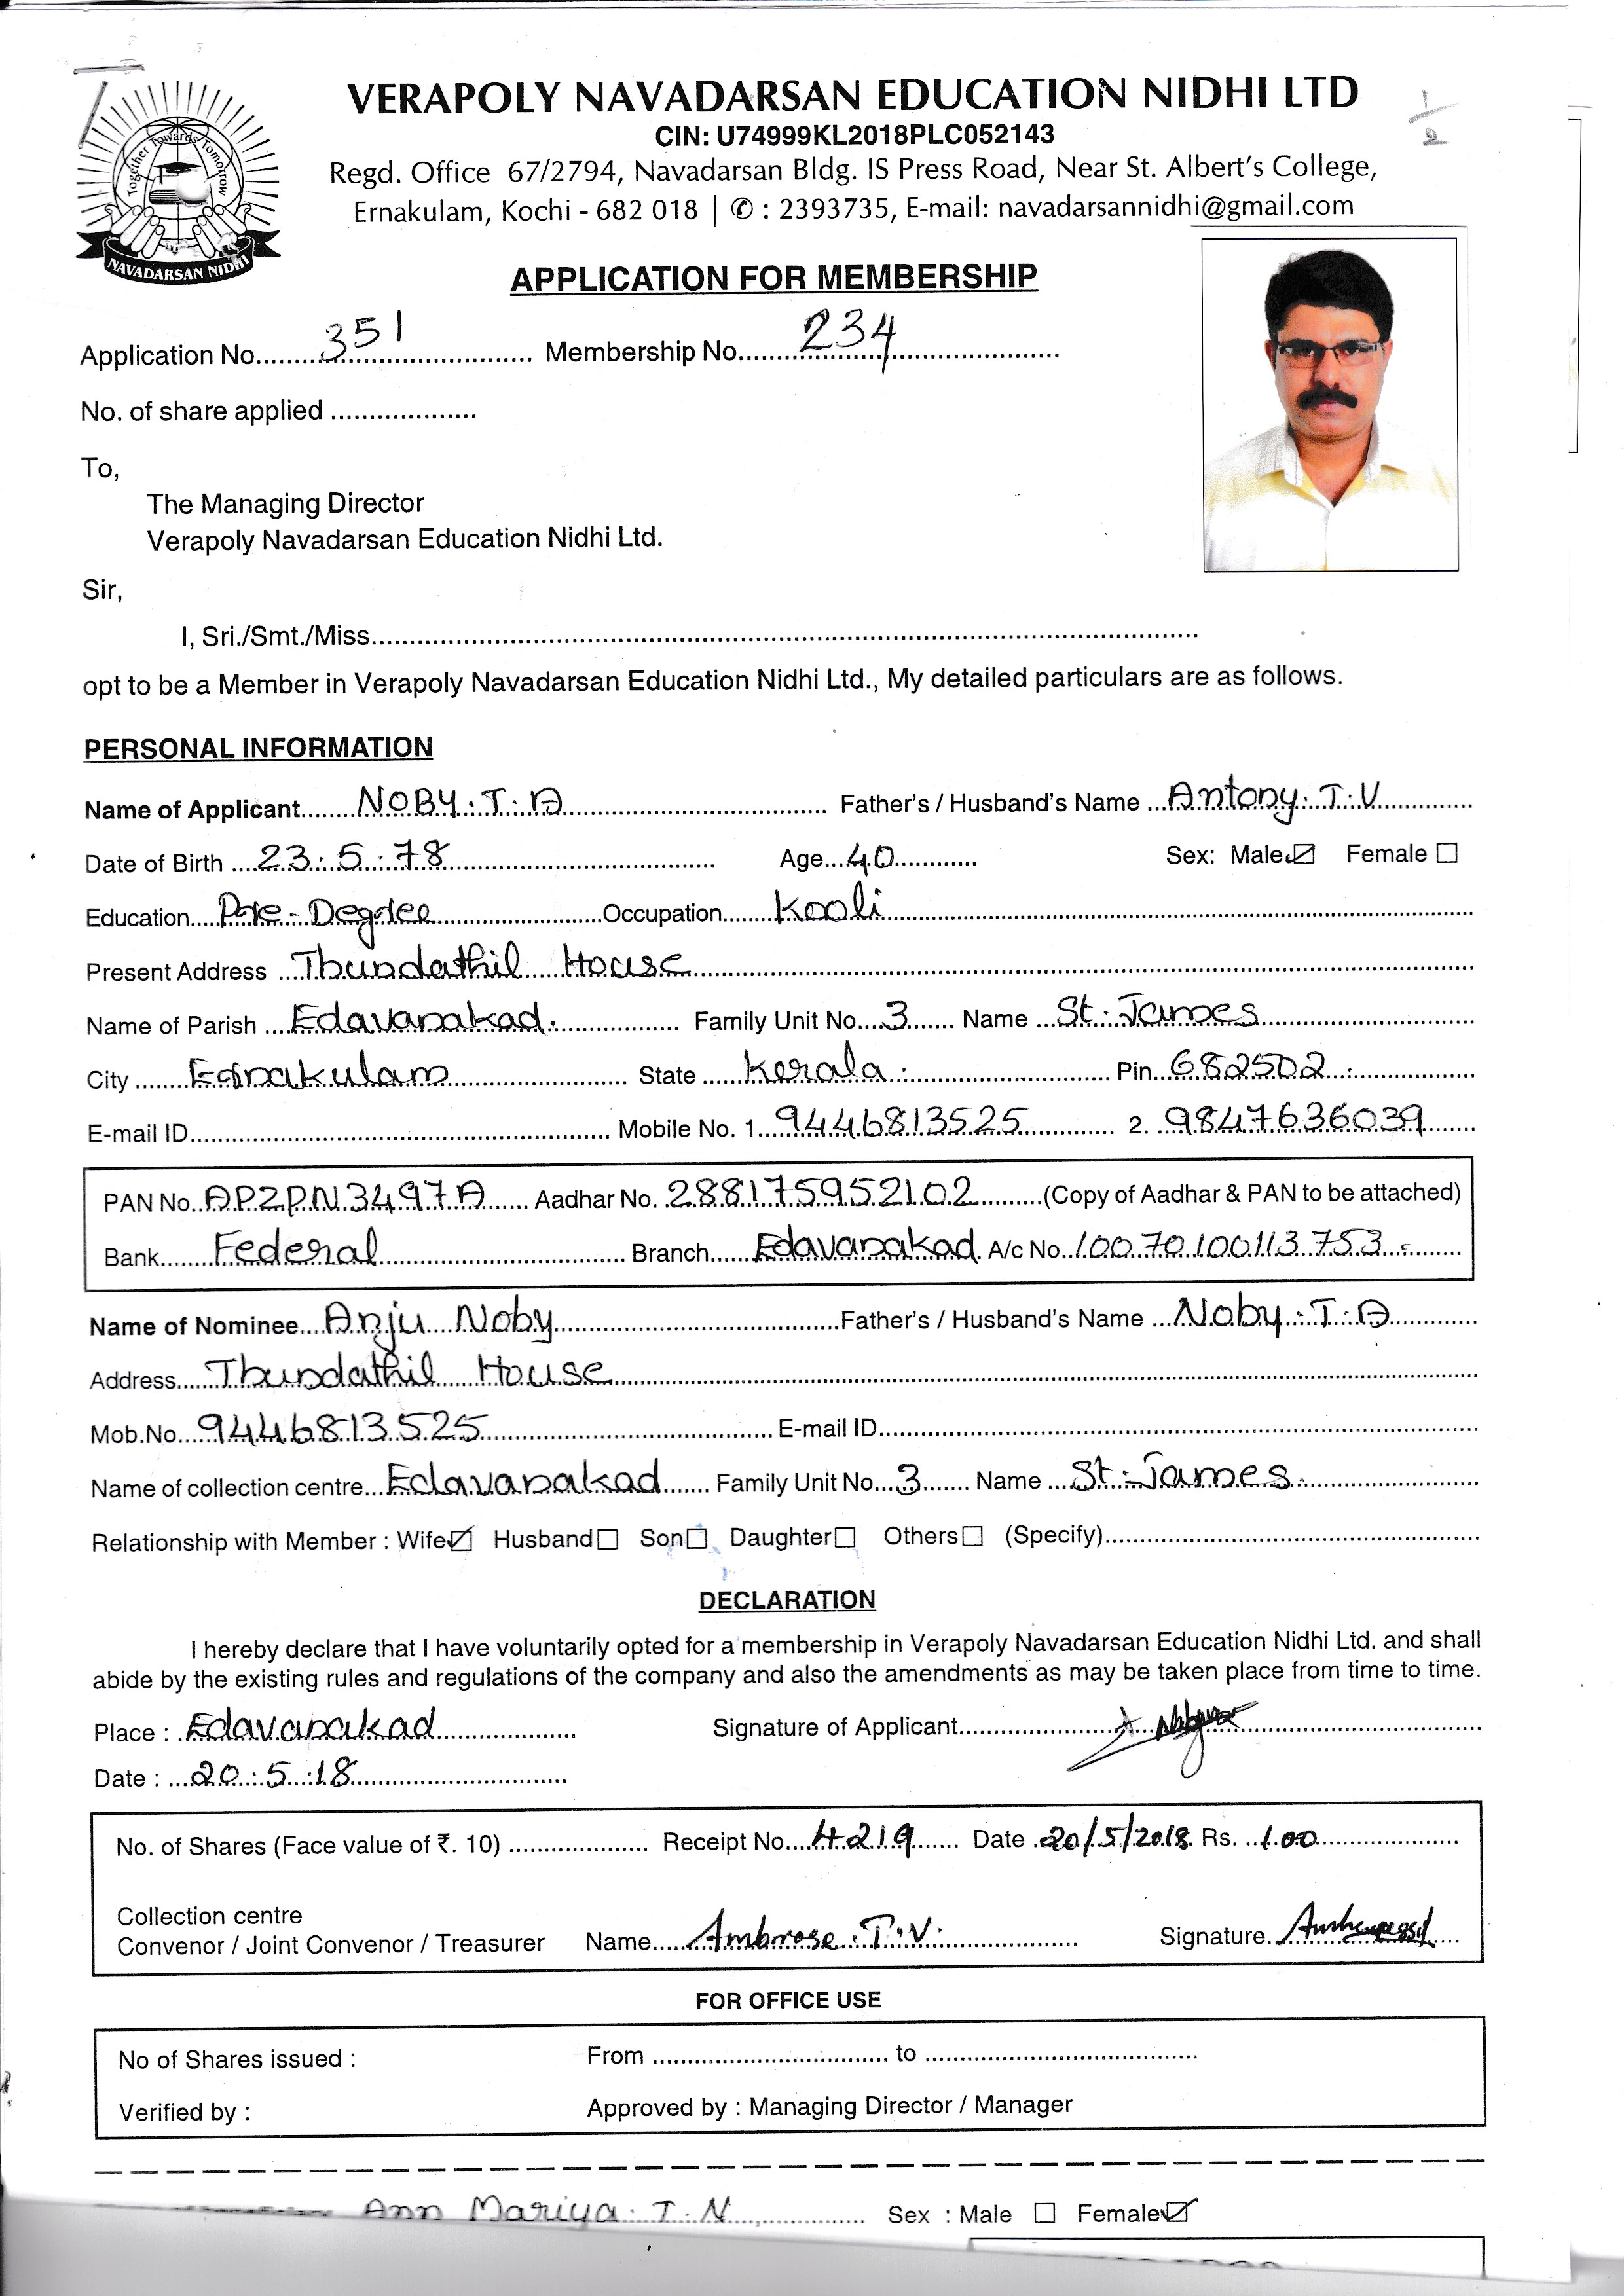 VERAPOLY NAVADARSAN EDUCATION NIDHI LTD
CIN: U74999KL2018PLC052143
Regd. Office 67/2794, Navadarsan Bldg. IS Press Road, Near St. Albert's College,
Ernakulam, Kochi - 682 018 | ✆ : 2393735, E-mail: navadarsannidhi@gmail.com
Together Towards Tomorrow
NAVADARSAN NIDHI
1/2
APPLICATION FOR MEMBERSHIP
Application No. 351 Membership No. 234
No. of share applied
To,
The Managing Director
Verapoly Navadarsan Education Nidhi Ltd.
Sir,
I, Sri./Smt./Miss
opt to be a Member in Verapoly Navadarsan Education Nidhi Ltd., My detailed particulars are as follows.
PERSONAL INFORMATION
Name of Applicant NOBY.T.A Father's / Husband's Name Antony.T.V
Date of Birth 23.5.78 Age 40 Sex: Male ☑ Female ☐
Education Pre-Degree Occupation Kooli
Present Address Thundathil House
Name of Parish Edavanakad. Family Unit No. 3 Name St. James
City Ernakulam State Kerala Pin 682502
E-mail ID Mobile No. 1. 9446813525 2. 9847636039
PAN No. APZPN3497A Aadhar No. 288175952102 (Copy of Aadhar & PAN to be attached)
Bank Federal Branch Edavanakad A/c No. 10070100113753
Name of Nominee Anju Noby Father's / Husband's Name Noby.T.A
Address Thundathil House
Mob.No. 9446813525 E-mail ID
Name of collection centre Edavanakad Family Unit No. 3 Name St. James
Relationship with Member : Wife ☑ Husband ☐ Son ☐ Daughter ☐ Others ☐ (Specify)
DECLARATION
I hereby declare that I have voluntarily opted for a membership in Verapoly Navadarsan Education Nidhi Ltd. and shall
abide by the existing rules and regulations of the company and also the amendments as may be taken place from time to time.
Place : Edavanakad Signature of Applicant
Date : 20.5.18
No. of Shares (Face value of ₹. 10) Receipt No. 4219 Date 20/5/2018 Rs. 100
Collection centre
Convenor / Joint Convenor / Treasurer Name Ambrose.T.V. Signature
FOR OFFICE USE
No of Shares issued : From to
Verified by : Approved by : Managing Director / Manager
Ann Mariya.T.N Sex : Male ☐ Female ☑